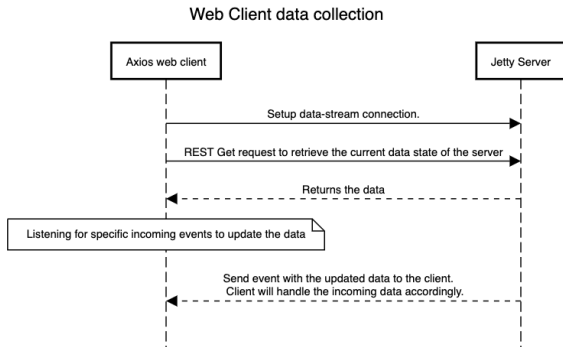 Web Client data collection
Axios web client
Jetty Server
Setup data-stream connection.
REST Get request to retrieve the current data state of the server
Returns the data
Listening for specific incoming events to update the data
Send event with the updated data to the client.
Client will handle the incoming data accordingly.